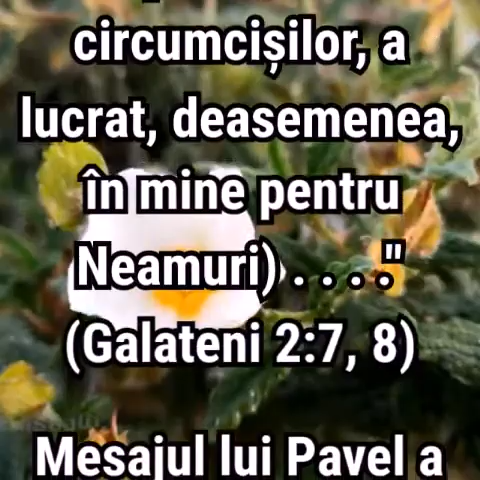 circumcișilor, a
lucrat, deasemenea,
în mine pentru
Neamuri) . . . ."
(Galateni 2:7, 8)
Mesajul lui Pavel a